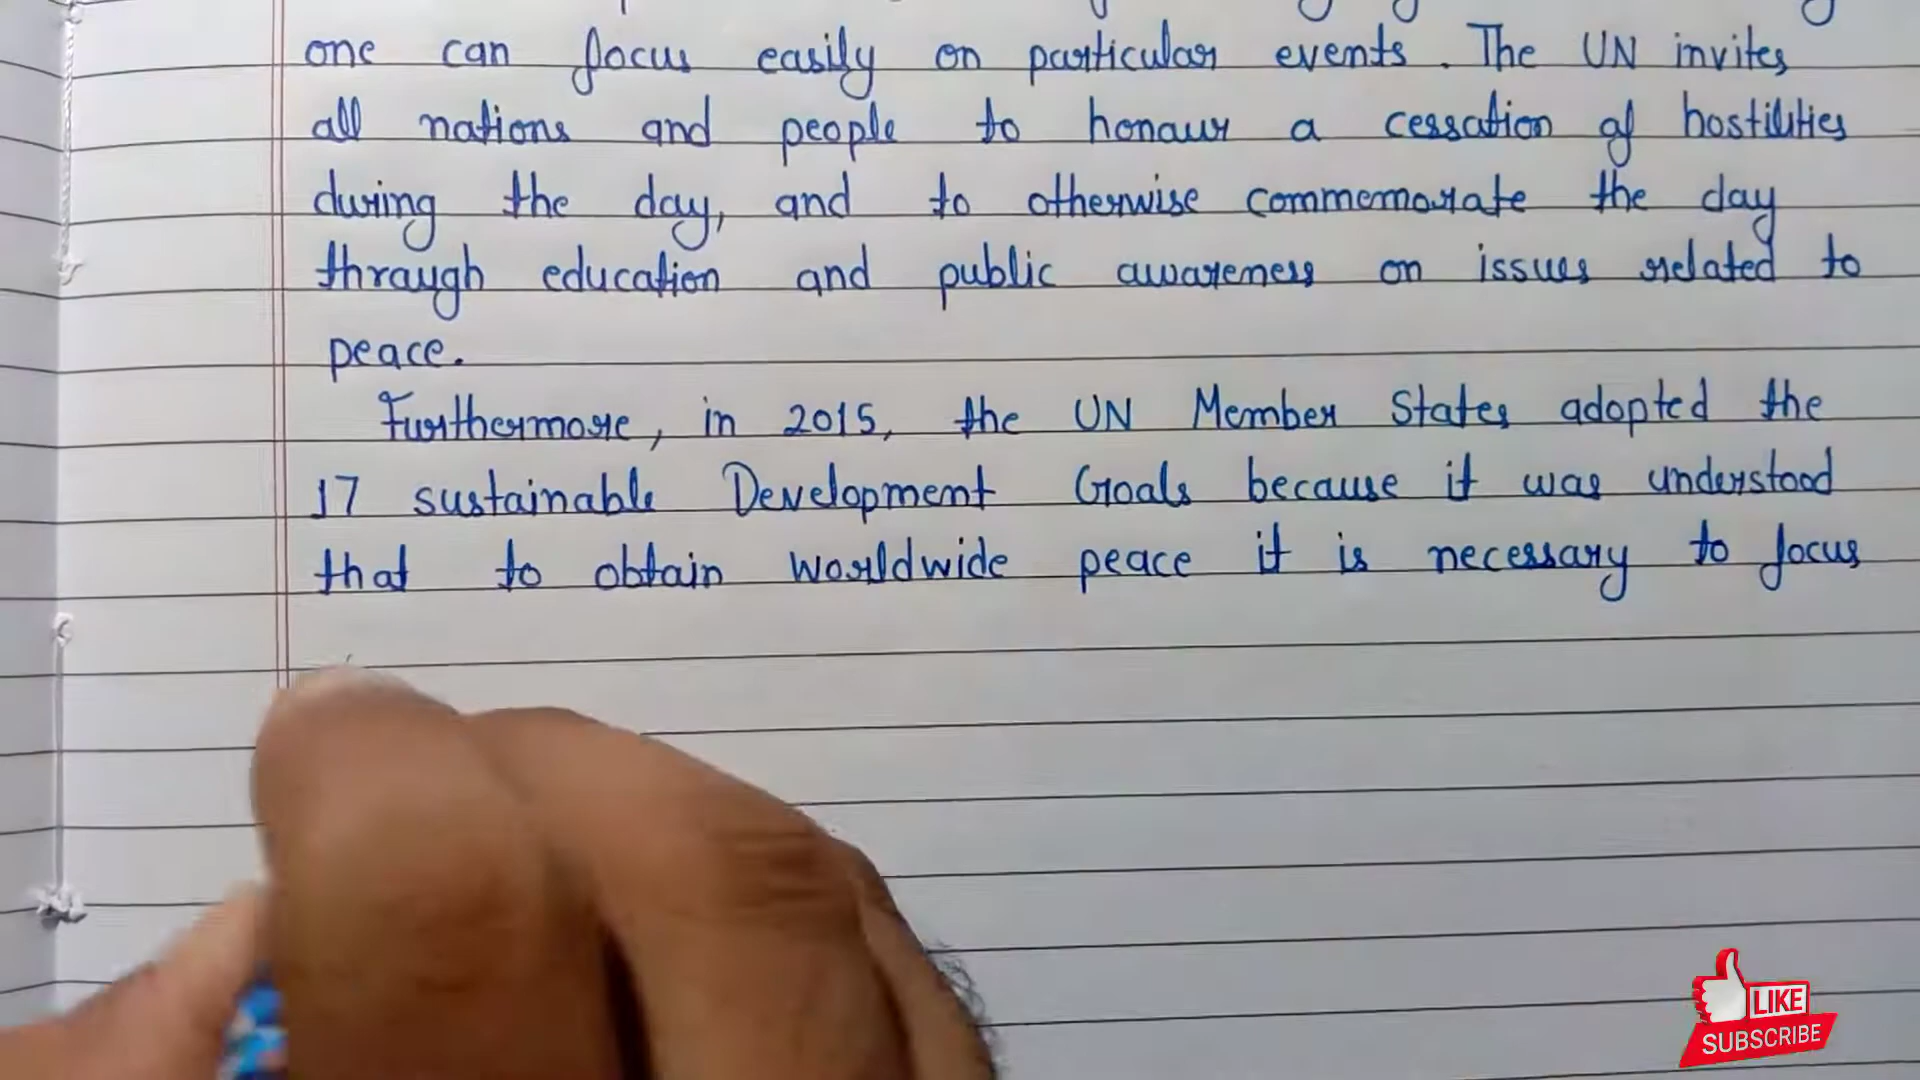 one can focus easily on particular events. The UN invites
all nations and people to honour a cessation of hostilities
during the day, and to otherwise commemorate the day
through education and public awareness on issues related to
peace.
Furthermore, in 2015, the UN Member States adopted the
17 sustainable Development Goals because it was understood
that to obtain worldwide peace it is necessary to focus
LIKE
SUBSCRIBE